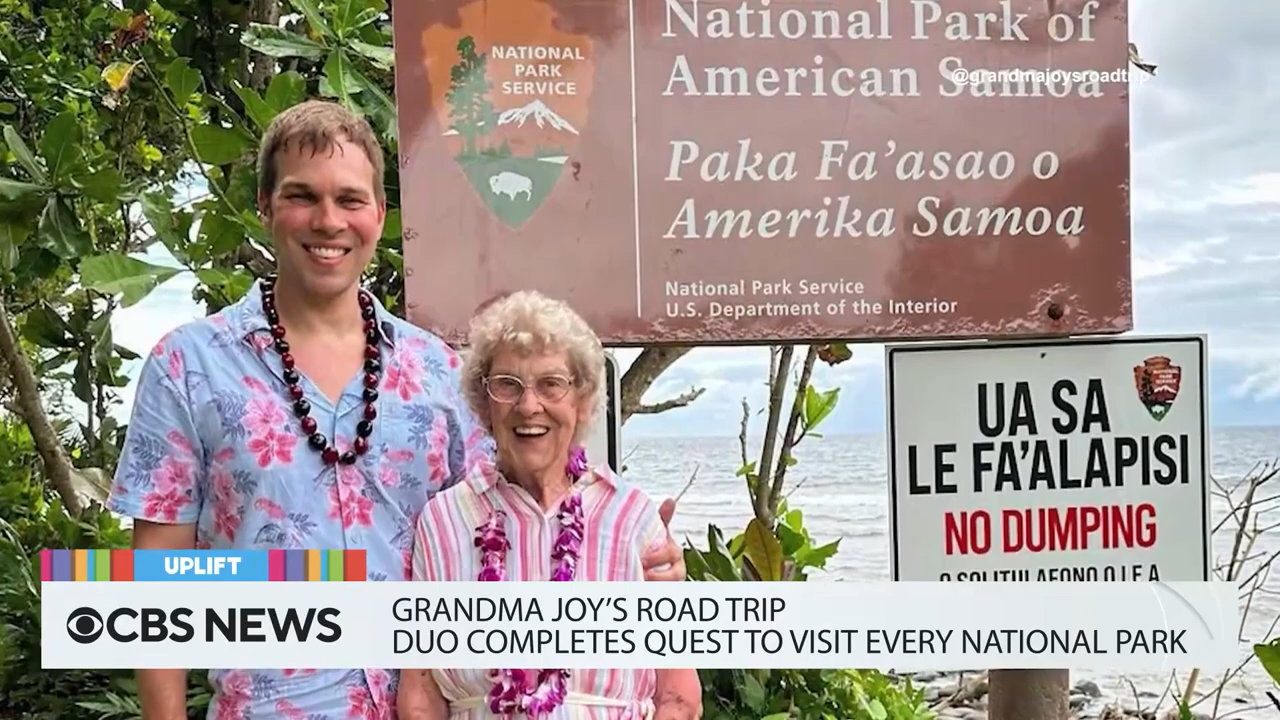 National Park of
American Samoa
@grandmajoysroadtrip
NATIONAL
PARK
SERVICE
Paka Fa’asao o
Amerika Samoa
National Park Service
U.S. Department of the Interior
UA SA
LE FA’ALAPISI
NO DUMPING
UPLIFT
CBS NEWS
GRANDMA JOY’S ROAD TRIP
DUO COMPLETES QUEST TO VISIT EVERY NATIONAL PARK